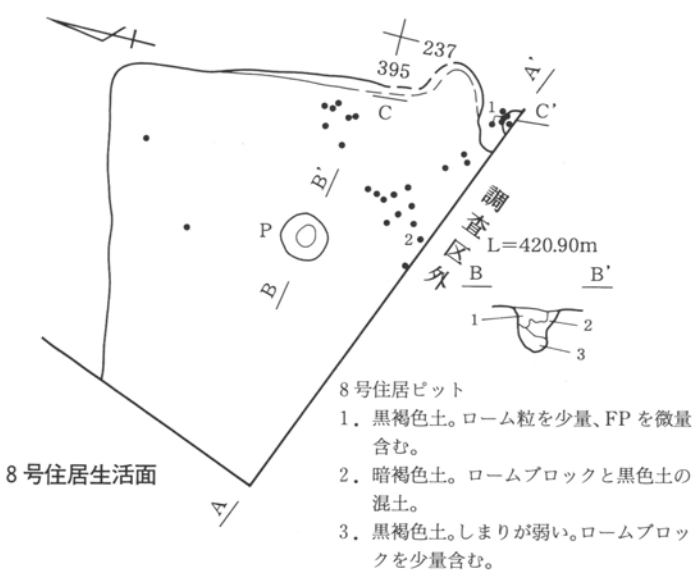 237
395
A'
1
C'
C
B'
P
2
B
調査区外
L=420.90m
B B'
1
2
3
8号住居ピット
1. 黒褐色土。ローム粒を少量、FPを微量
含む。
2. 暗褐色土。ロームブロックと黒色土の
混土。
3. 黒褐色土。しまりが弱い。ロームブロッ
クを少量含む。
8号住居生活面
A